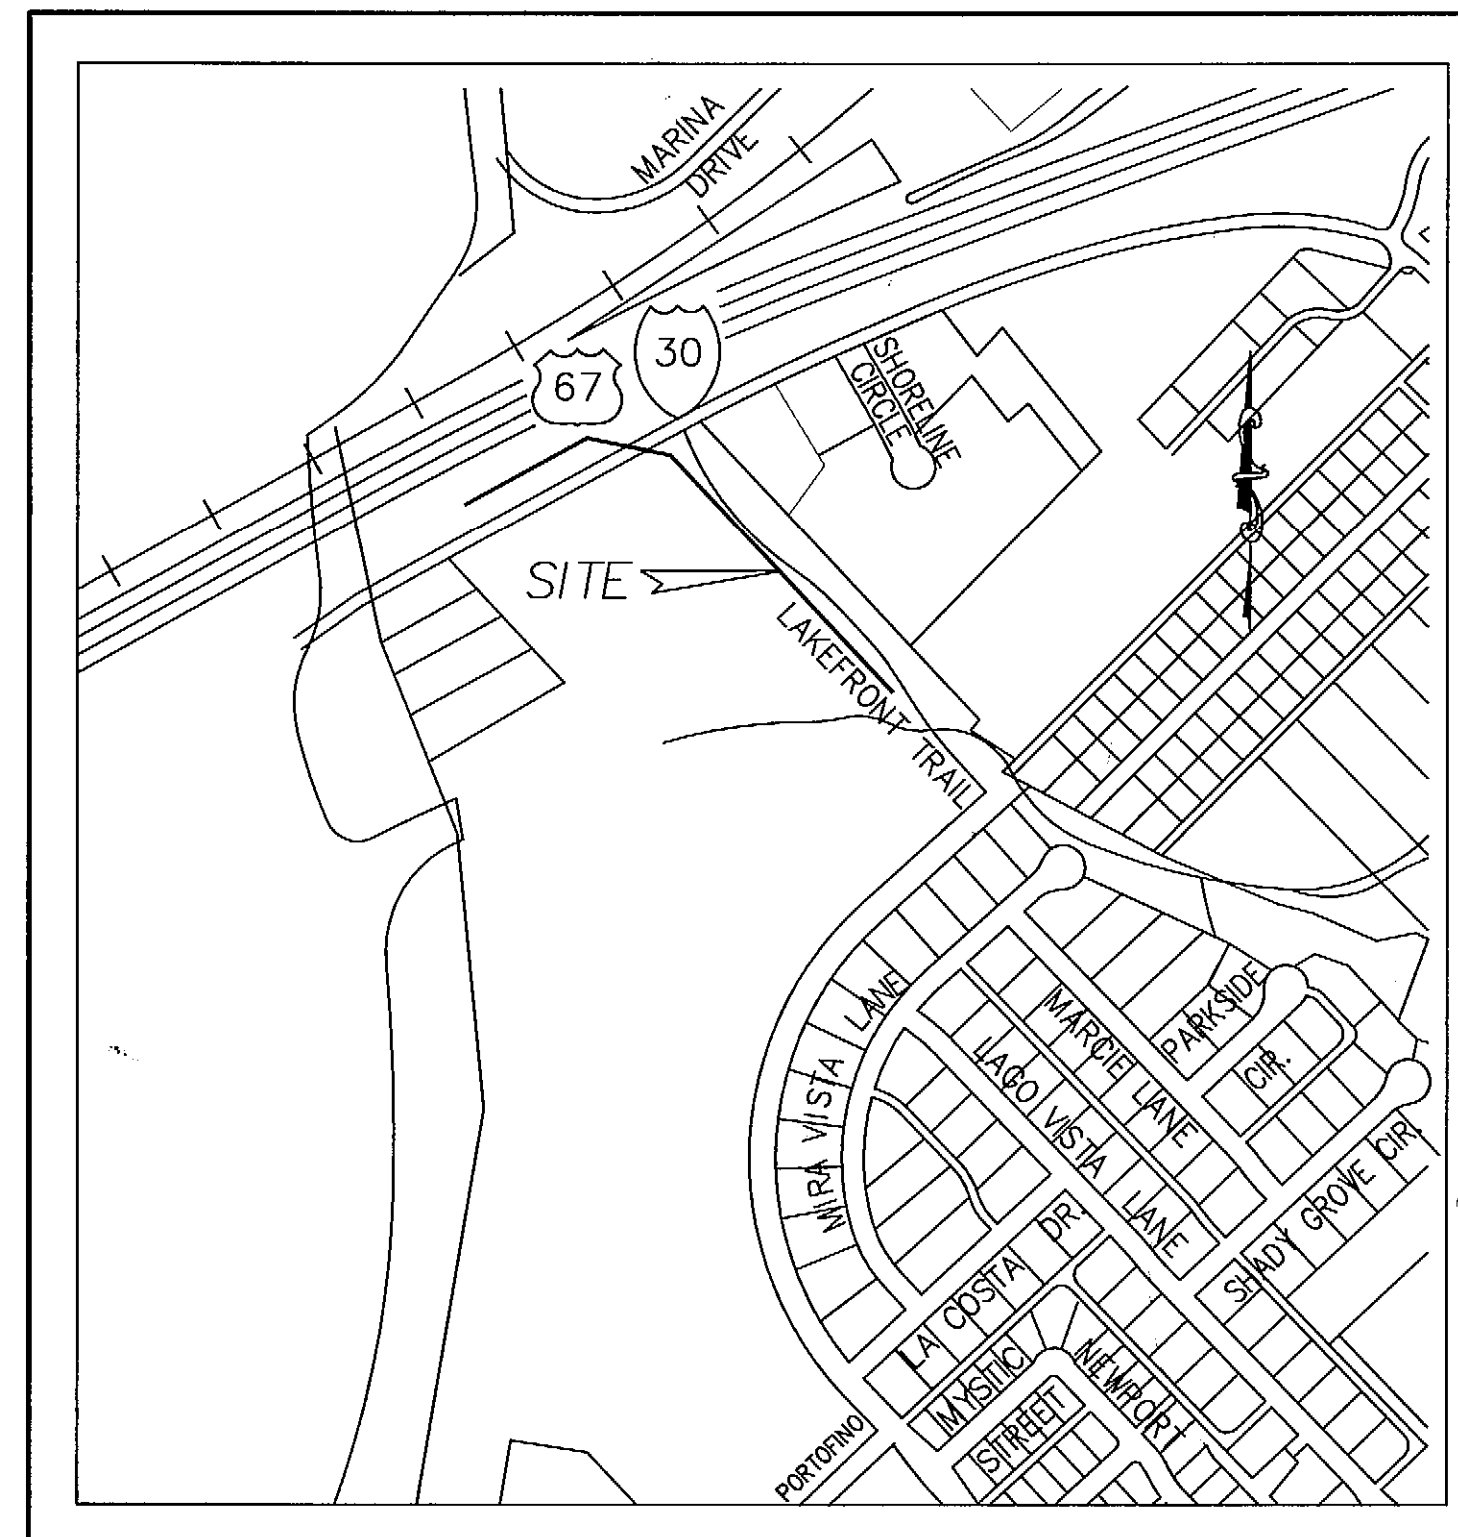 MARINA
DRIVE
30
67
SHORELINE
CIRCLE
SITE
LAKEFRONT TRAIL
MIRA VISTA LANE
MARCIE LANE
PARKSIDE
CIR.
LAGO VISTA LANE
SHADY GROVE CIR.
LA COSTA DR.
MYSTIC
STREET
NEWPORT
PORTOFINO